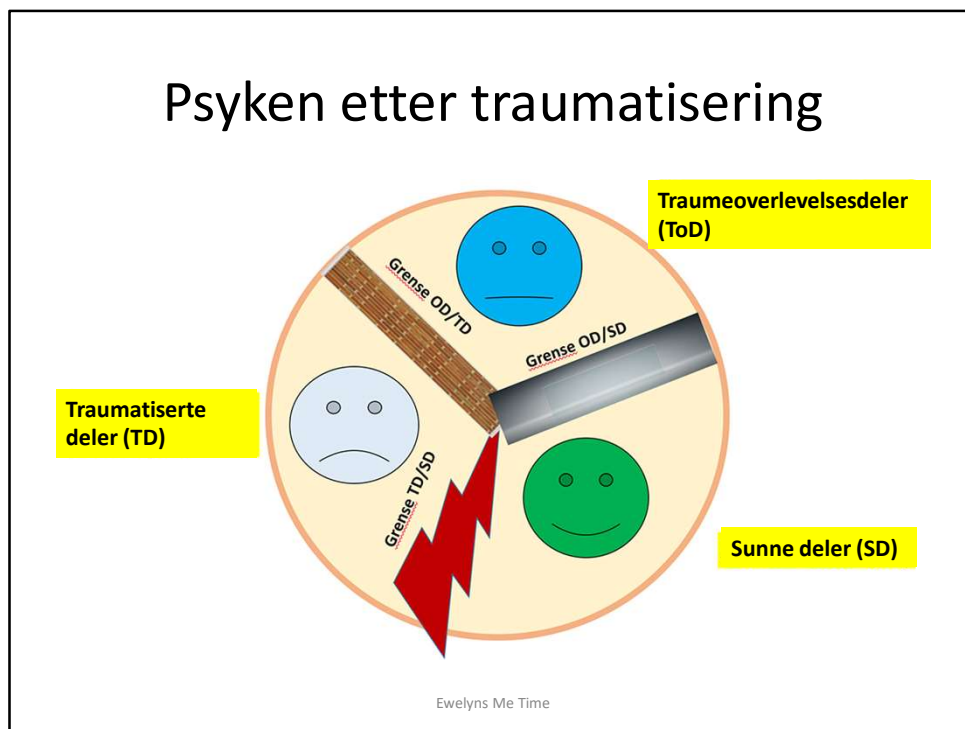 Psyken etter traumatisering
Traumeoverlevelsesdeler
(ToD)
Grense OD/TD
Grense OD/SD
Traumatiserte
deler (TD)
Grense TD/SD
Sunne deler (SD)
Ewelyns Me Time